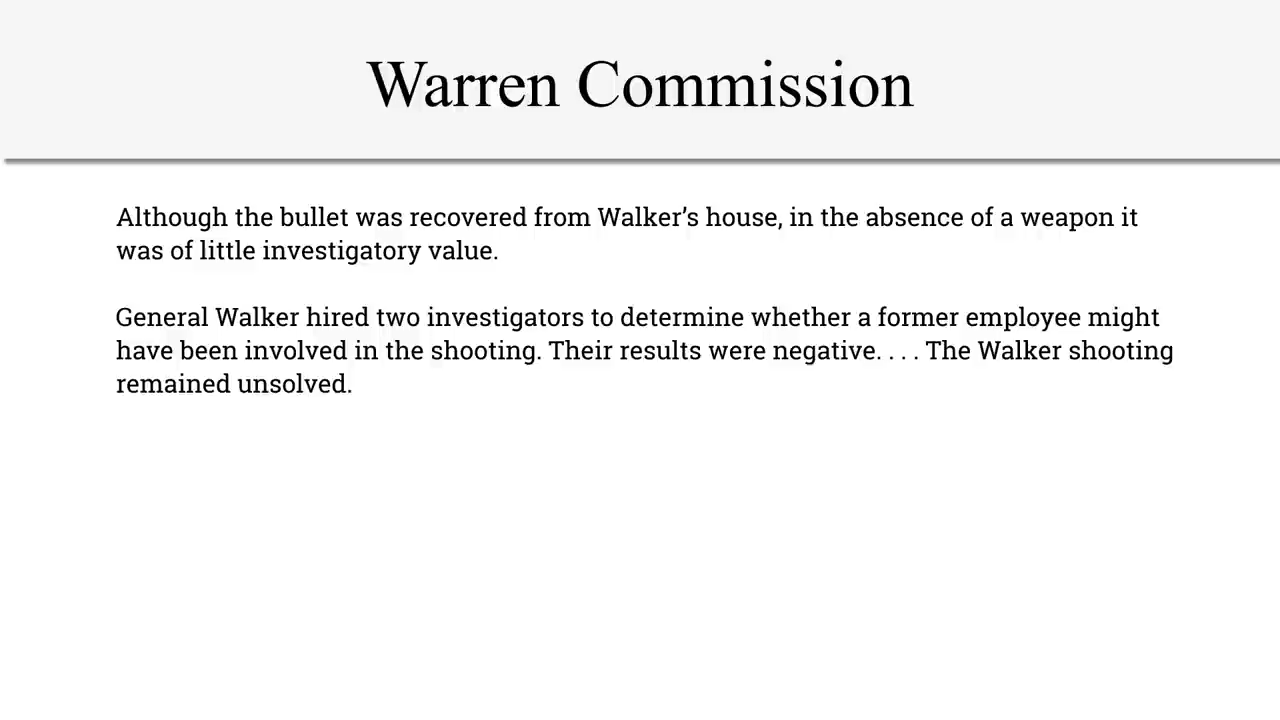 Warren Commission
Although the bullet was recovered from Walker’s house, in the absence of a weapon it
was of little investigatory value.
General Walker hired two investigators to determine whether a former employee might
have been involved in the shooting. Their results were negative. . . . The Walker shooting
remained unsolved.